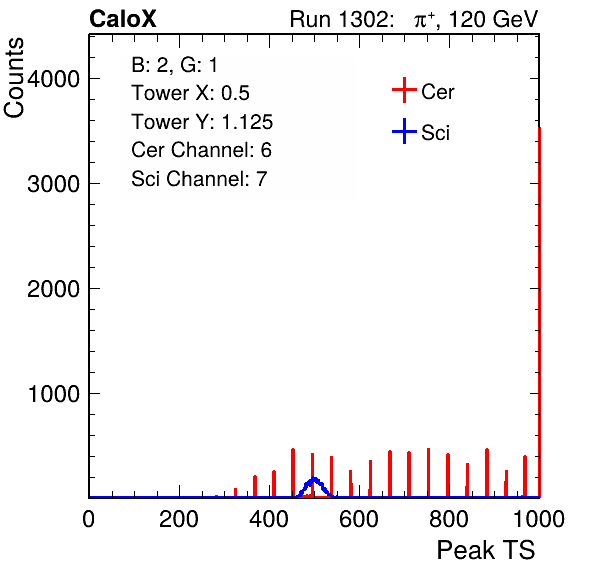 CaloX Run 1302: π⁺, 120 GeV
Counts
B: 2, G: 1
Tower X: 0.5
Tower Y: 1.125
Cer Channel: 6
Sci Channel: 7
Cer
Sci
4000
3000
2000
1000
0 200 400 600 800 1000
Peak TS